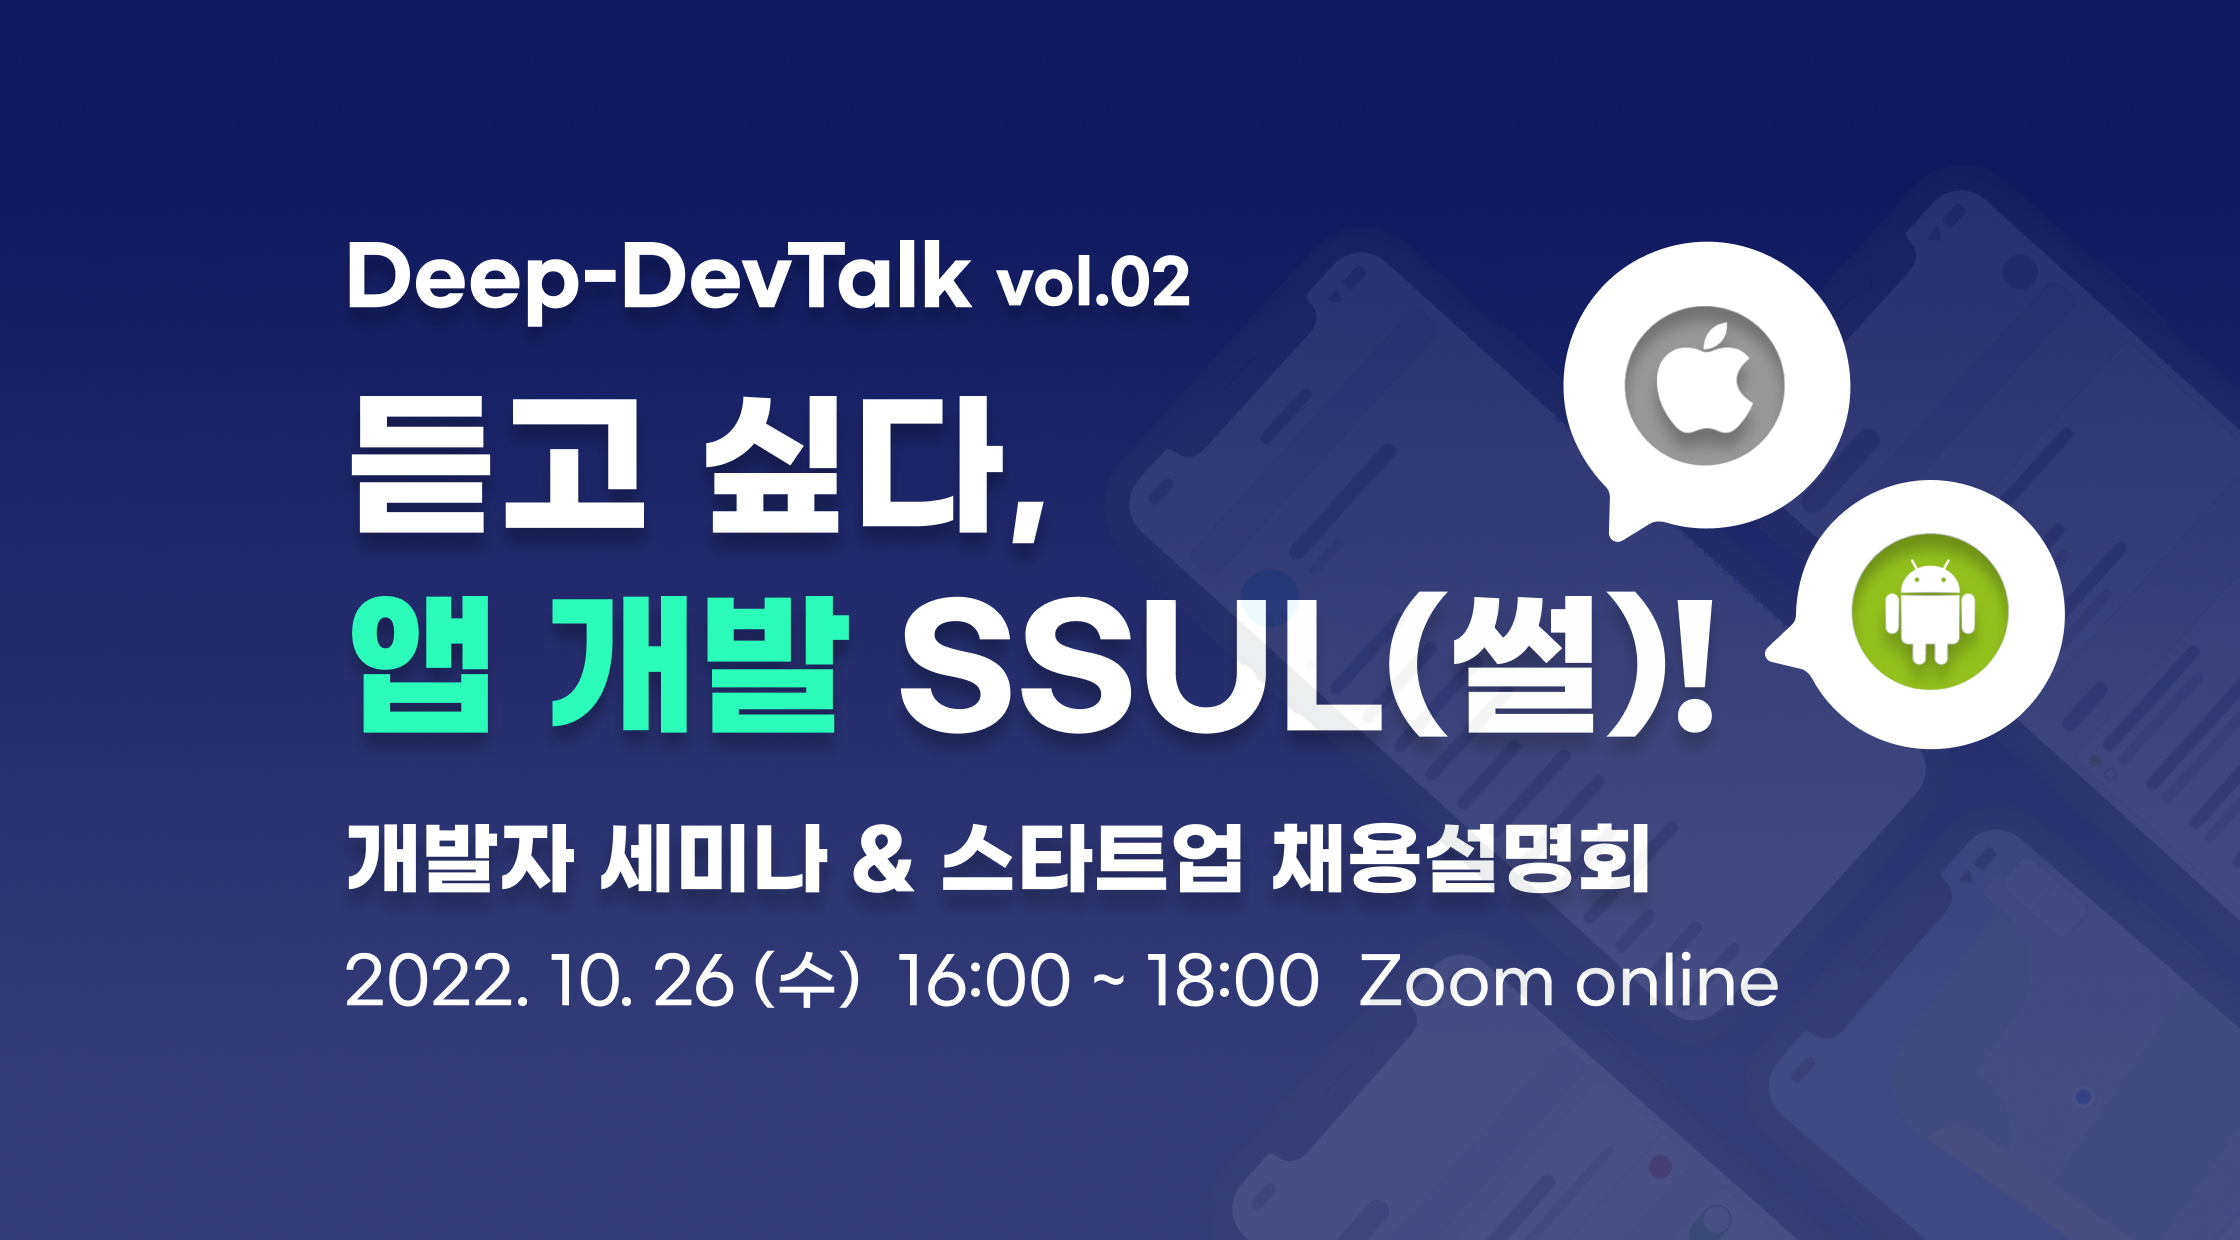 Deep-DevTalk vol.02
듣고 싶다,
앱 개발 SSUL(썰)!
개발자 세미나 & 스타트업 채용설명회
2022. 10. 26 (수) 16:00 ~ 18:00 Zoom online